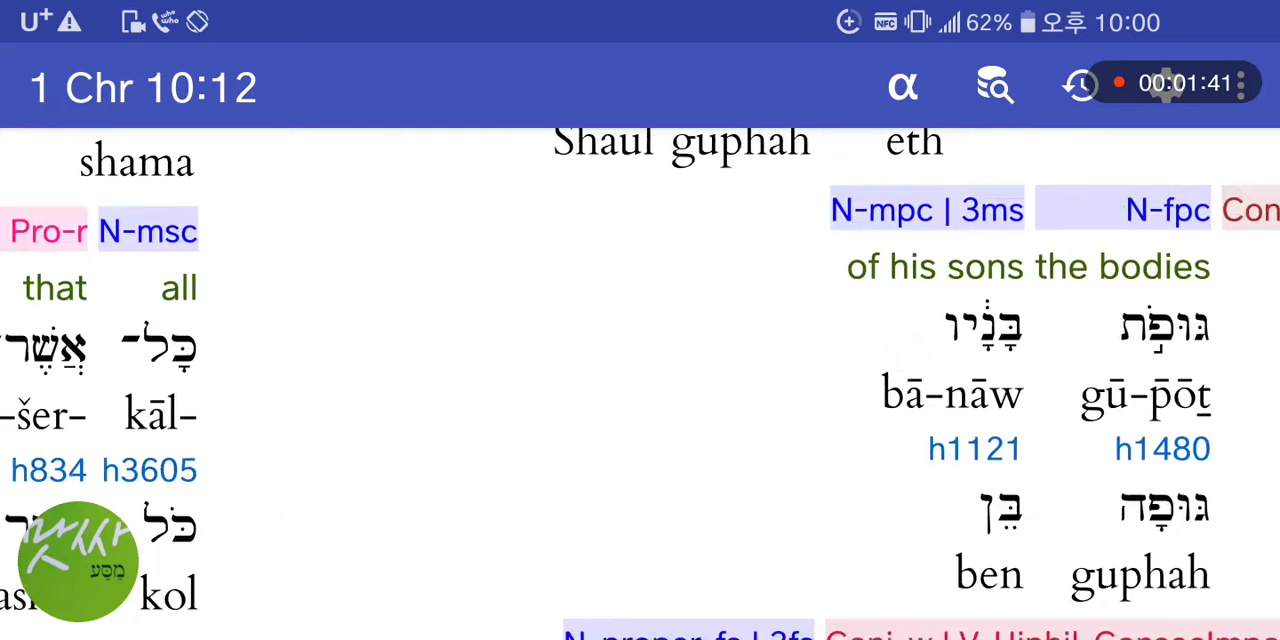 U+ 62% 오후 10:00
1 Chr 10:12 α 00:01:41
shama Shaul guphah eth
Pro-r N-msc N-mpc | 3ms N-fpc Con
that all of his sons the bodies
כָּל־ בָּנָ֔יו גּוּפֹ֣ת
-šer- kāl- bā-nāw gū-p̄ōṯ
h834 h3605 h1121 h1480
כֹּל בֵּן גּוּפָה
kol ben guphah
מַסַּע